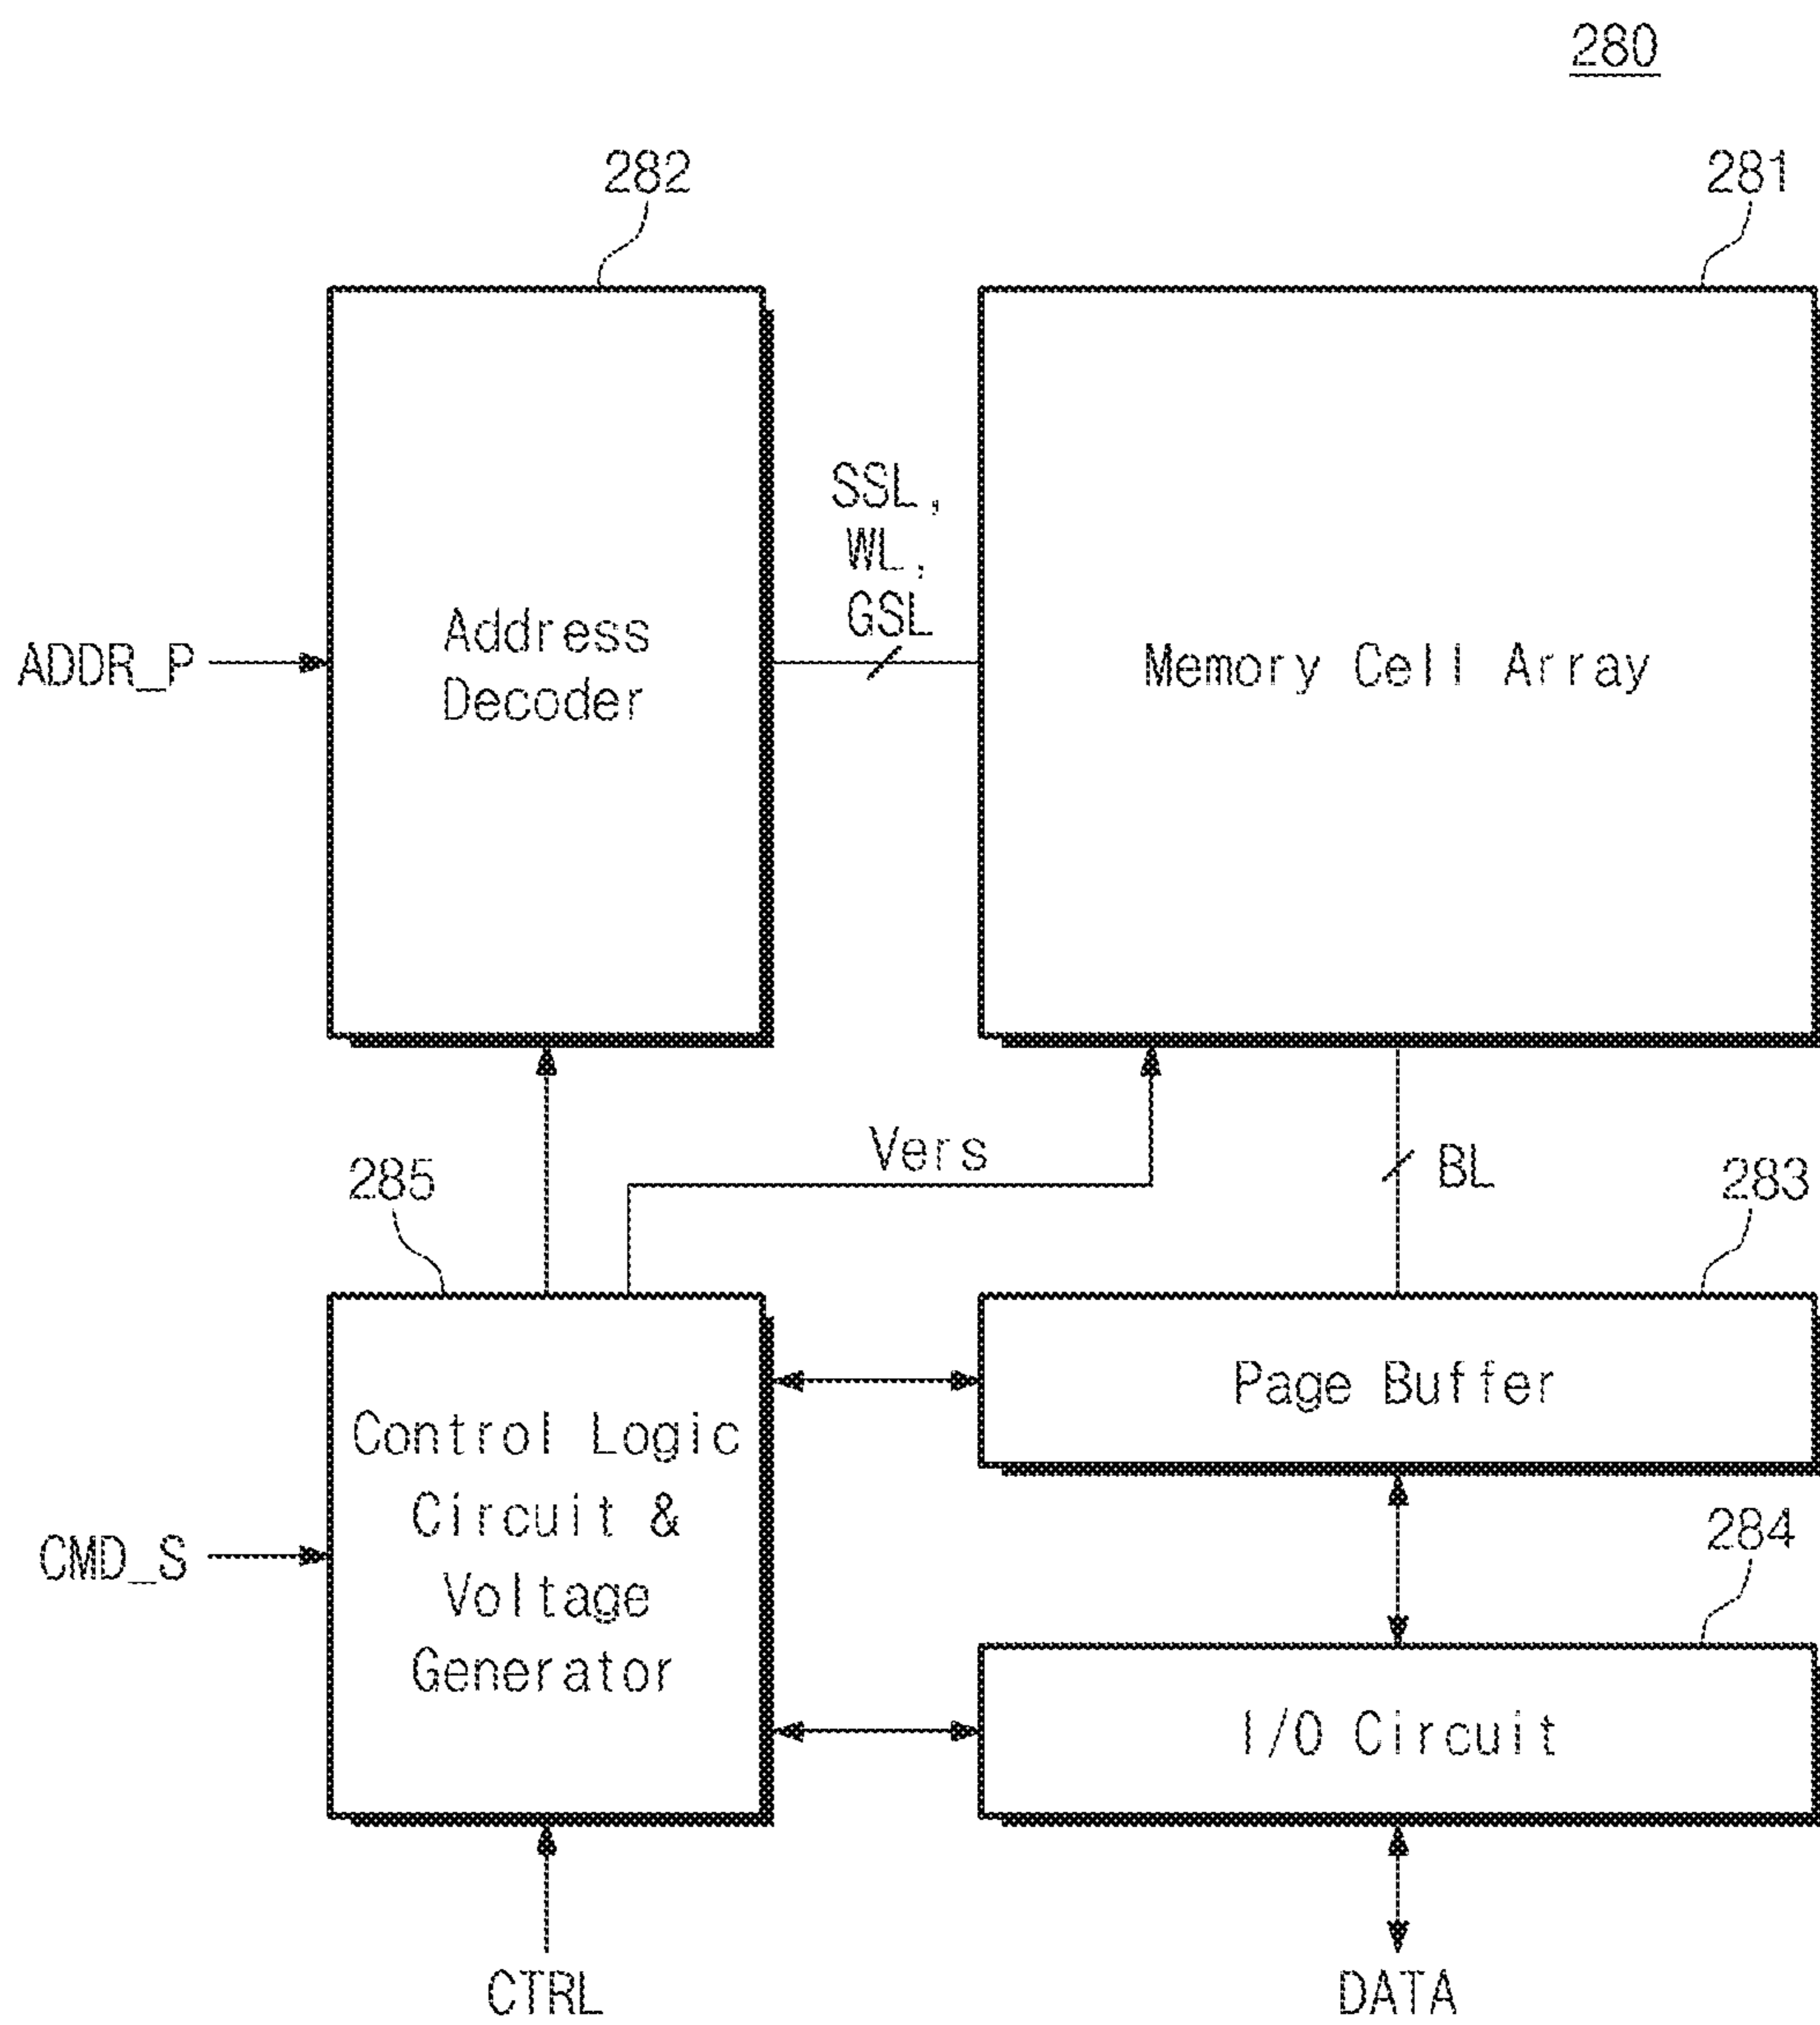 280
282
281
SSL,
WL,
GSL
ADDR_P
Address
Decoder
Memory Cell Array
Vers
BL
285
283
Page Buffer
Control Logic
Circuit &
Voltage
Generator
CMD_S
284
I/O Circuit
CTRL
DATA